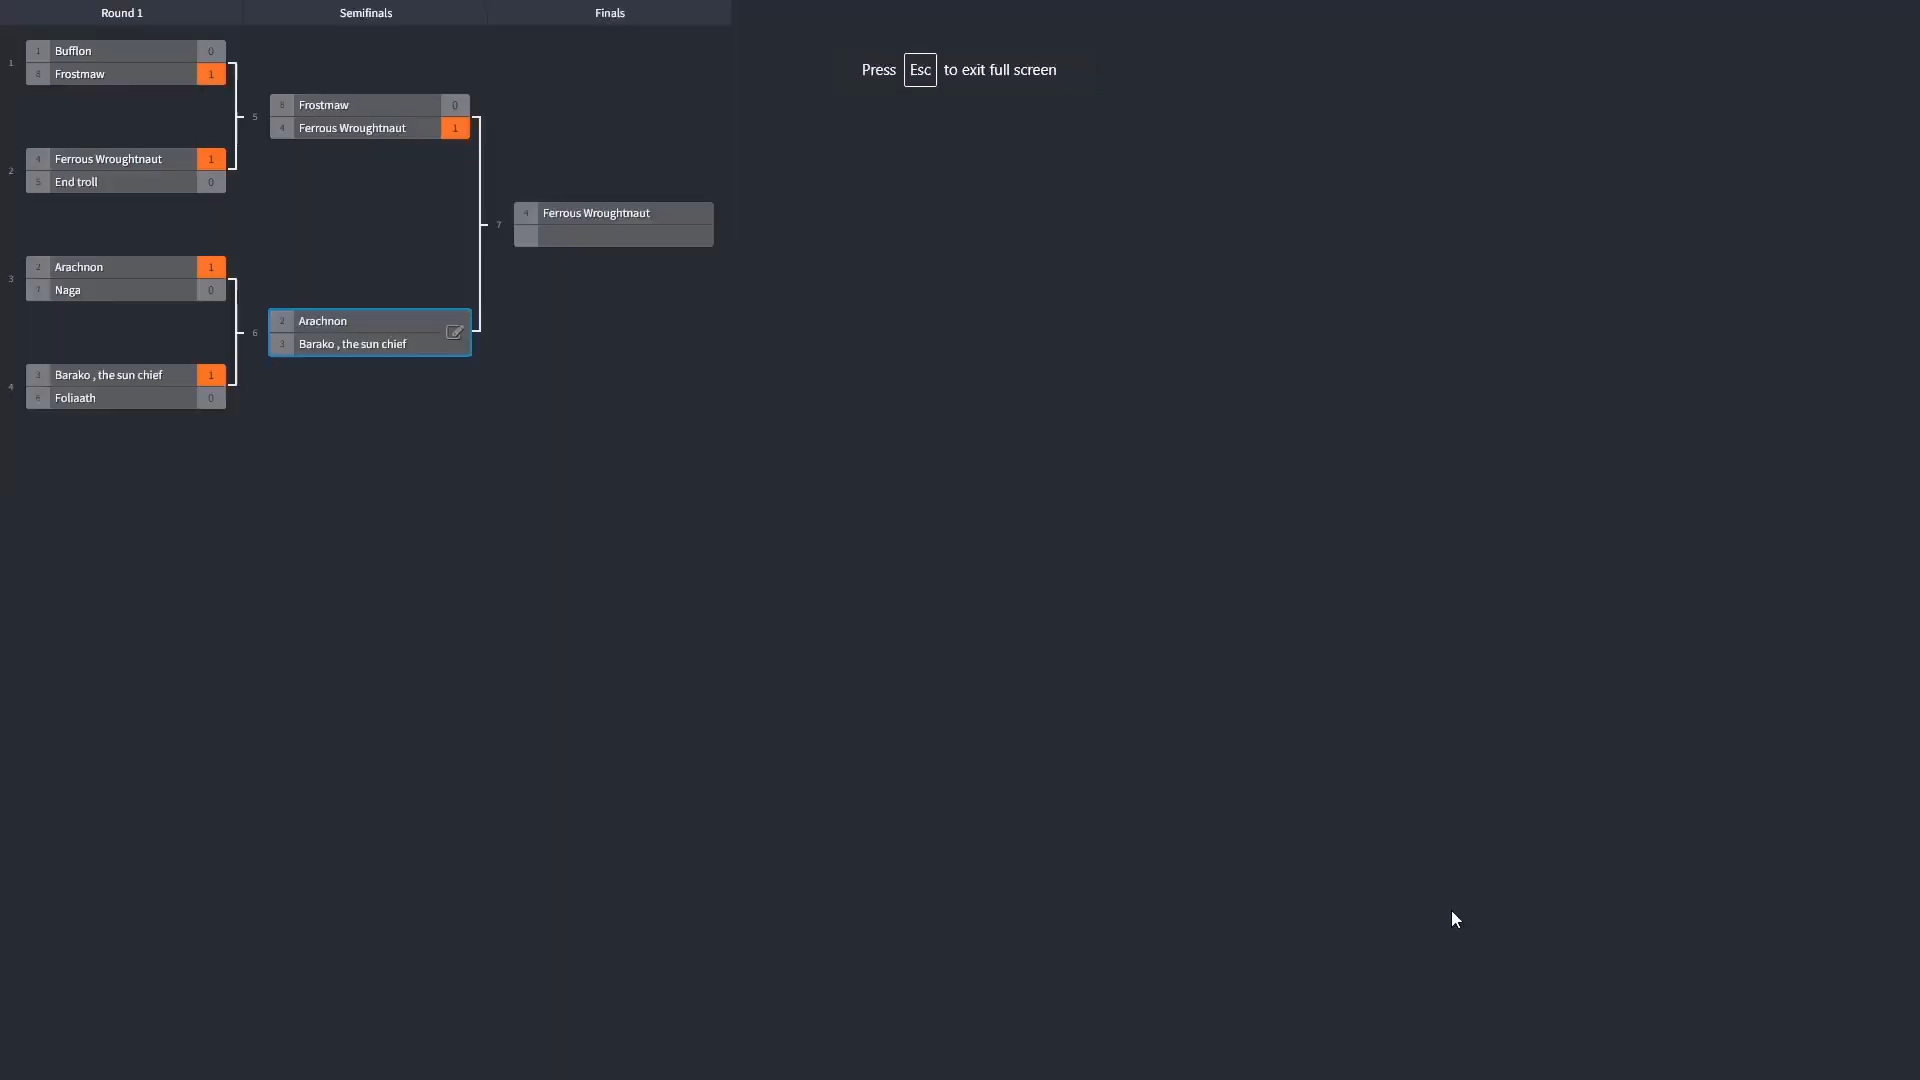 Round 1
Semifinals
Finals
Press Esc to exit full screen
1
1 Bufflon 0
8 Frostmaw 1
2
4 Ferrous Wroughtnaut 1
5 End troll 0
3
2 Arachnon 1
7 Naga 0
4
3 Barako , the sun chief 1
6 Foliaath 0
5
8 Frostmaw 0
4 Ferrous Wroughtnaut 1
6
2 Arachnon
3 Barako , the sun chief
7
4 Ferrous Wroughtnaut